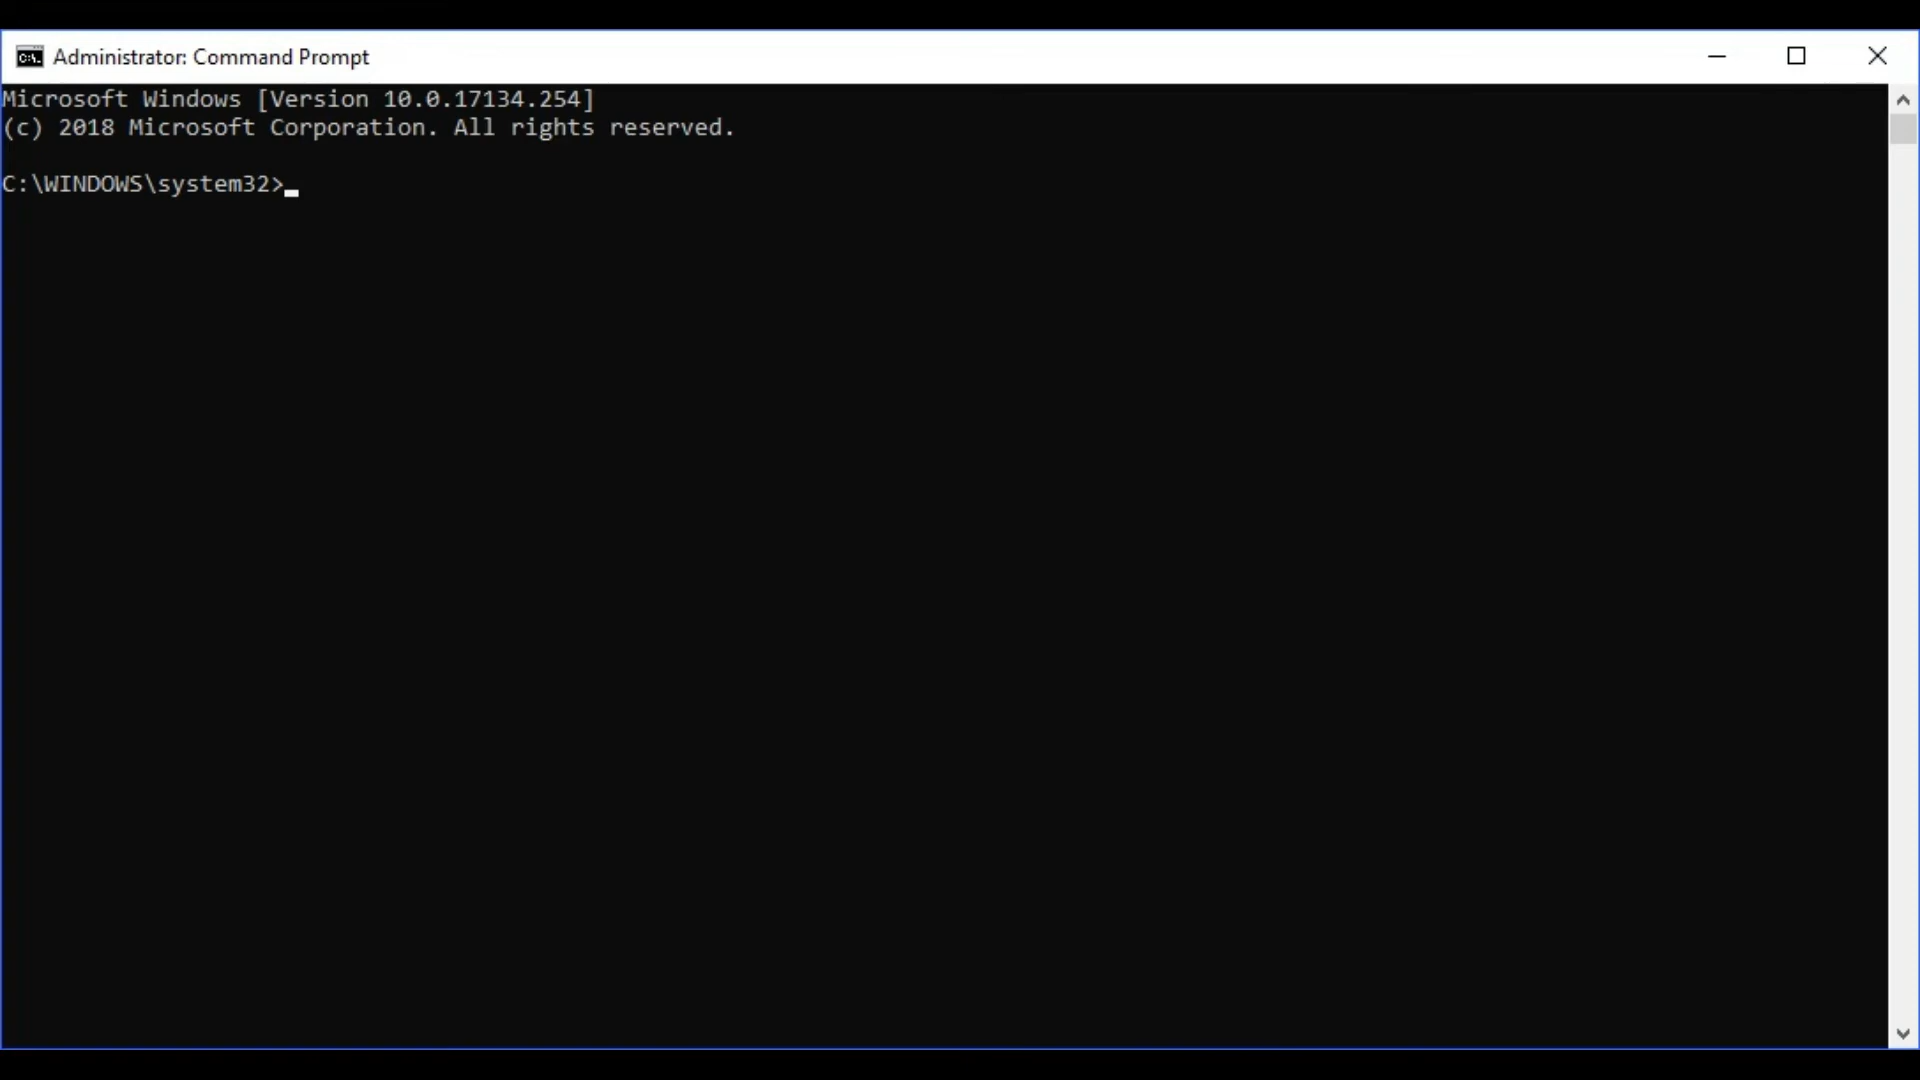 Administrator: Command Prompt
Microsoft Windows [Version 10.0.17134.254]
(c) 2018 Microsoft Corporation. All rights reserved.
C:\WINDOWS\system32>